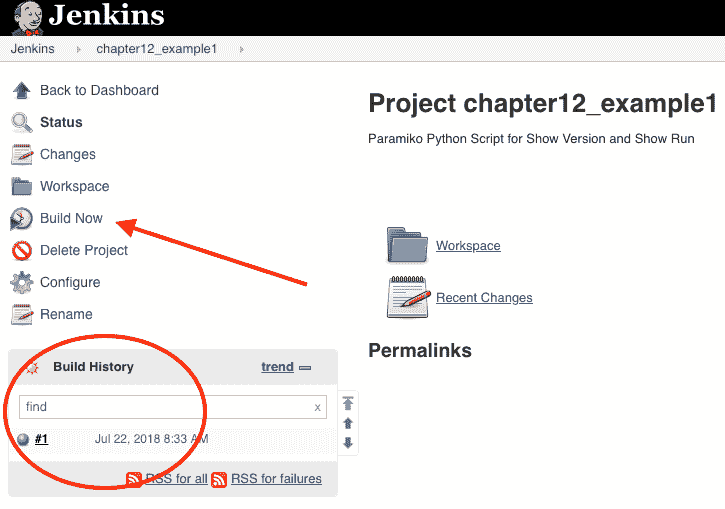 Jenkins
Jenkins chapter12_example1
Back to Dashboard
Status
Changes
Workspace
Build Now
Delete Project
Configure
Rename
Build History trend
find x
#1 Jul 22, 2018 8:33 AM
RSS for all RSS for failures
Project chapter12_example1
Paramiko Python Script for Show Version and Show Run
Workspace
Recent Changes
Permalinks